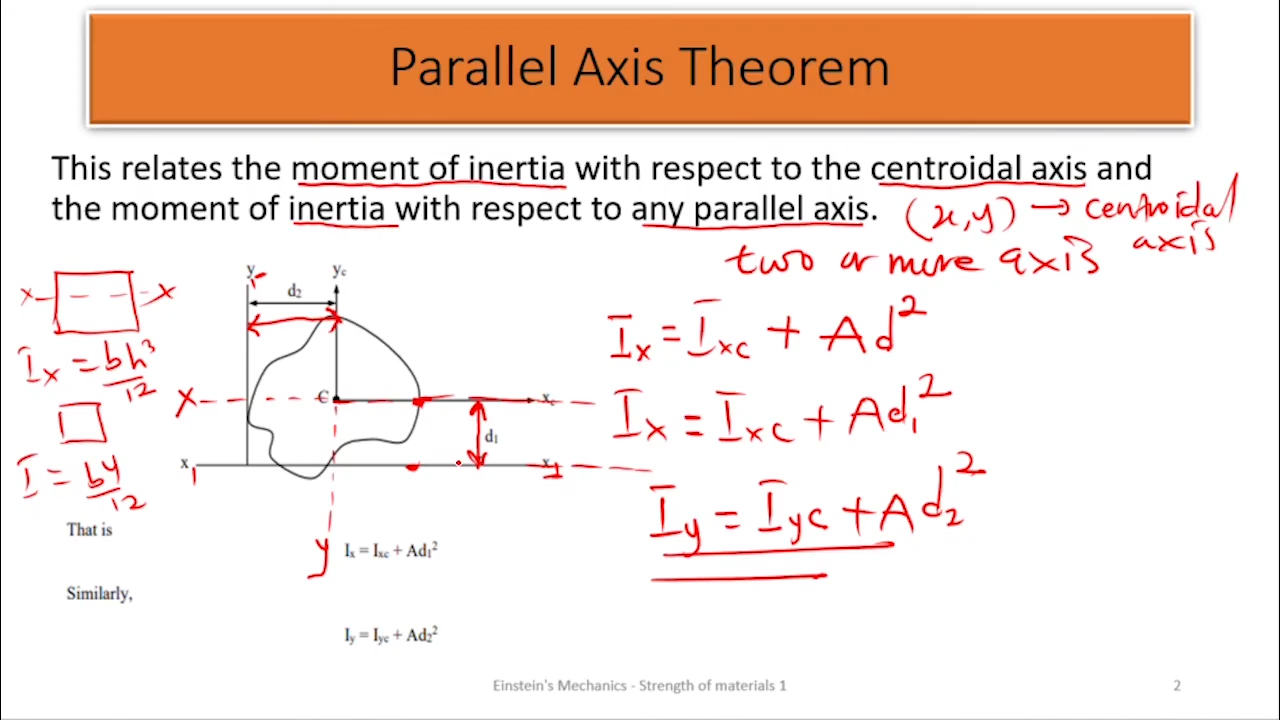 Parallel Axis Theorem
This relates the moment of inertia with respect to the centroidal axis and
the moment of inertia with respect to any parallel axis. (x,y) → centroidal
axis
two or more axis
y₁ yc
d₂
x x
Ix = Ixc + Ad²
Ix = bh³/12
X C xc
Ix = Ixc + Ad₁²
d₁
x₁ x₁
I = b4/12
Iy = Iyc + Ad₂²
That is
y
Ix = Ixc + Ad₁²
Similarly,
Iy = Iyc + Ad₂²
Einstein's Mechanics - Strength of materials 1 2